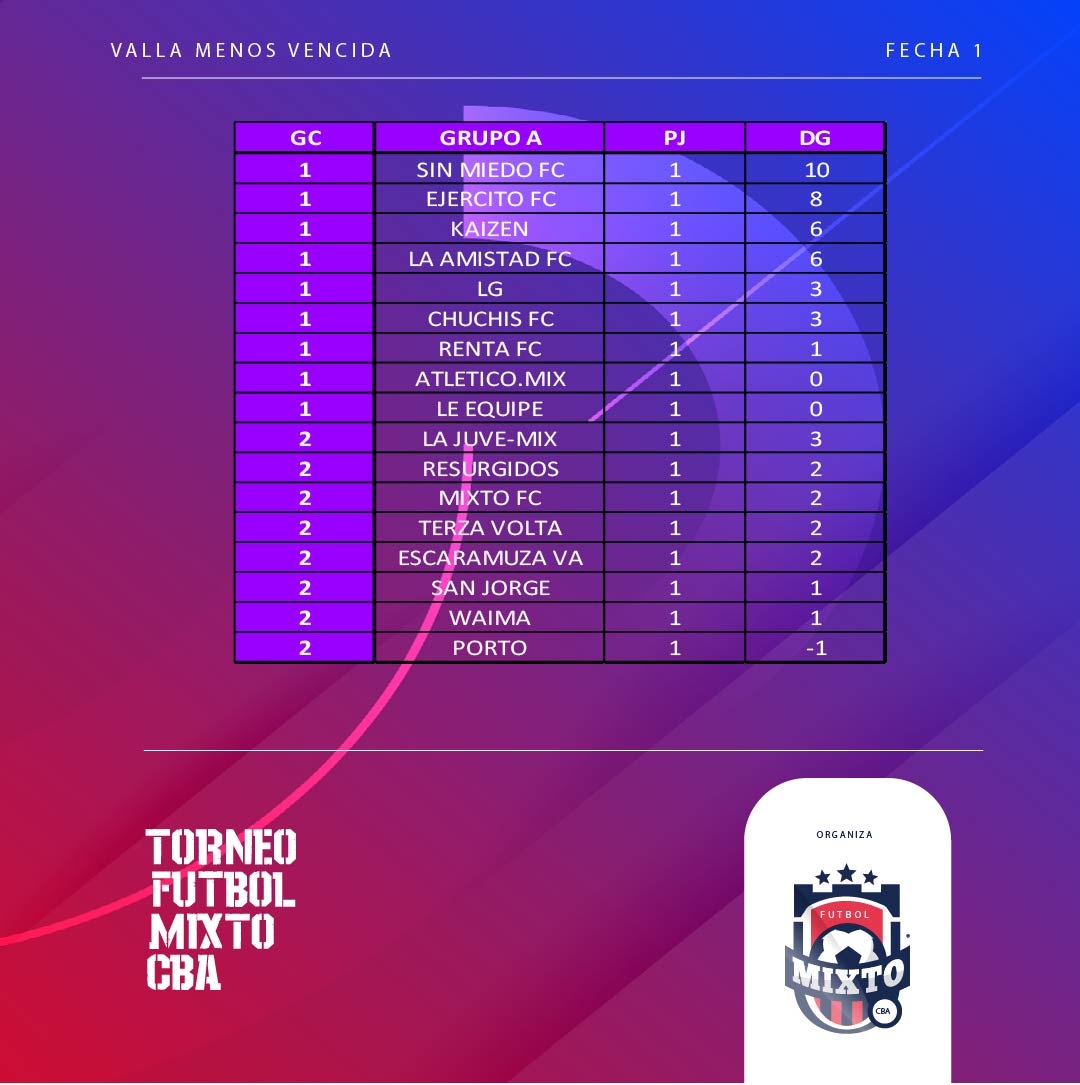 VALLA MENOS VENCIDA FECHA 1
GC GRUPO A PJ DG
1 SIN MIEDO FC 1 10
1 EJERCITO FC 1 8
1 KAIZEN 1 6
1 LA AMISTAD FC 1 6
1 LG 1 3
1 CHUCHIS FC 1 3
1 RENTA FC 1 1
1 ATLETICO.MIX 1 0
1 LE EQUIPE 1 0
2 LA JUVE-MIX 1 3
2 RESURGIDOS 1 2
2 MIXTO FC 1 2
2 TERZA VOLTA 1 2
2 ESCARAMUZA VA 1 2
2 SAN JORGE 1 1
2 WAIMA 1 1
2 PORTO 1 -1
TORNEO
FUTBOL
MIXTO
CBA
ORGANIZA
FUTBOL
MIXTO
CBA